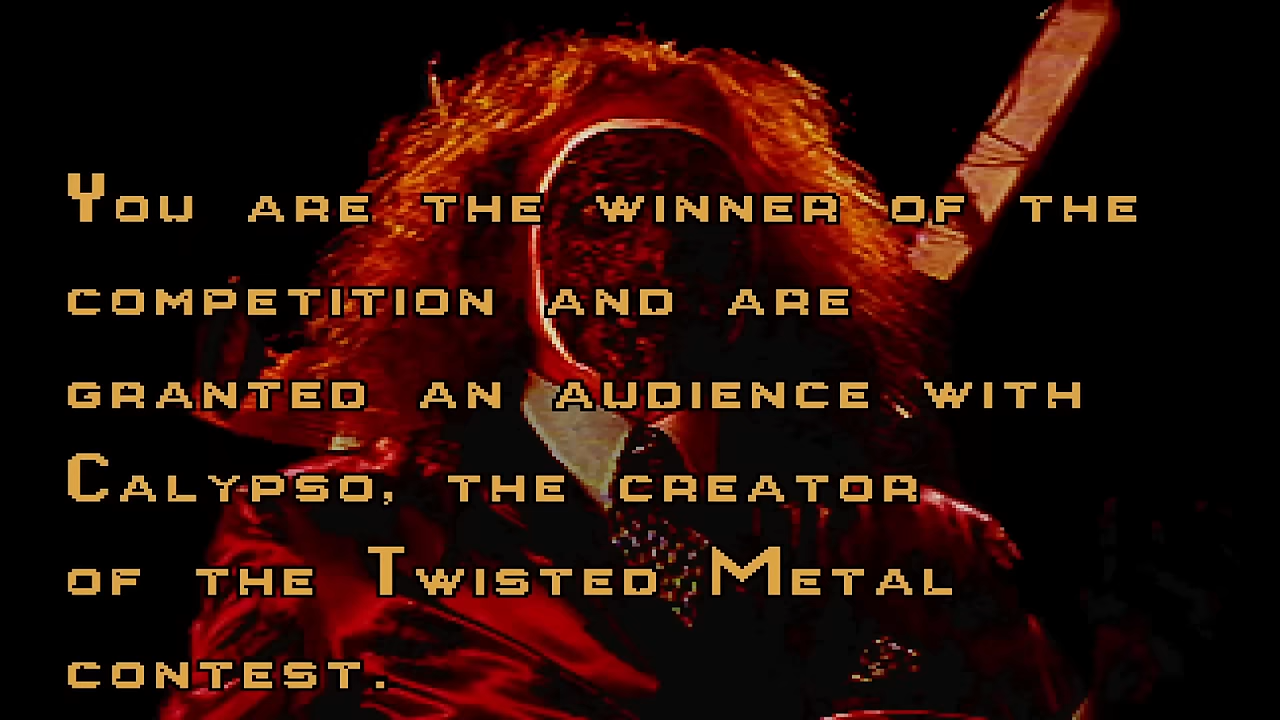 You are the winner of the
competition and are
granted an audience with
Calypso, the creator
of the Twisted Metal
contest.